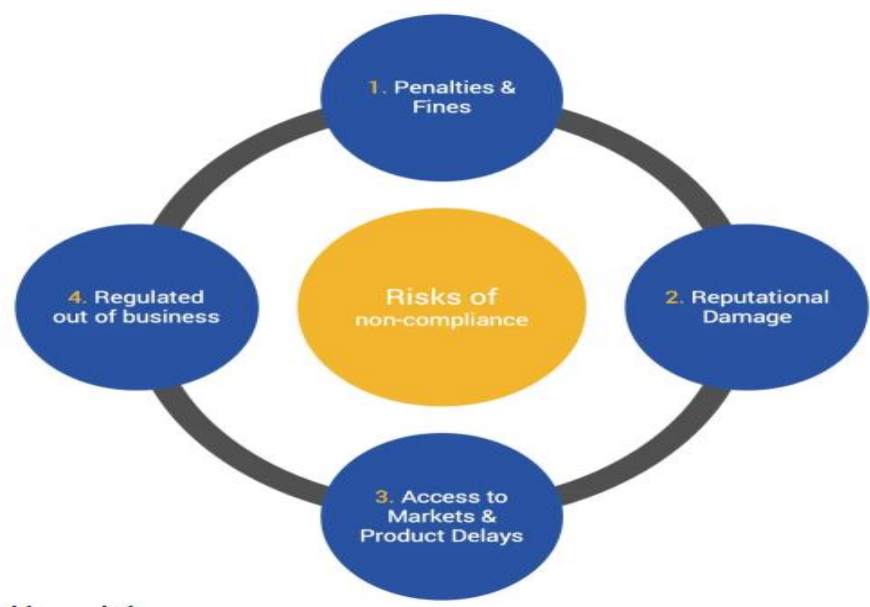 1. Penalties &
Fines
4. Regulated
out of business
Risks of
non-compliance
2. Reputational
Damage
3. Access to
Markets &
Product Delays